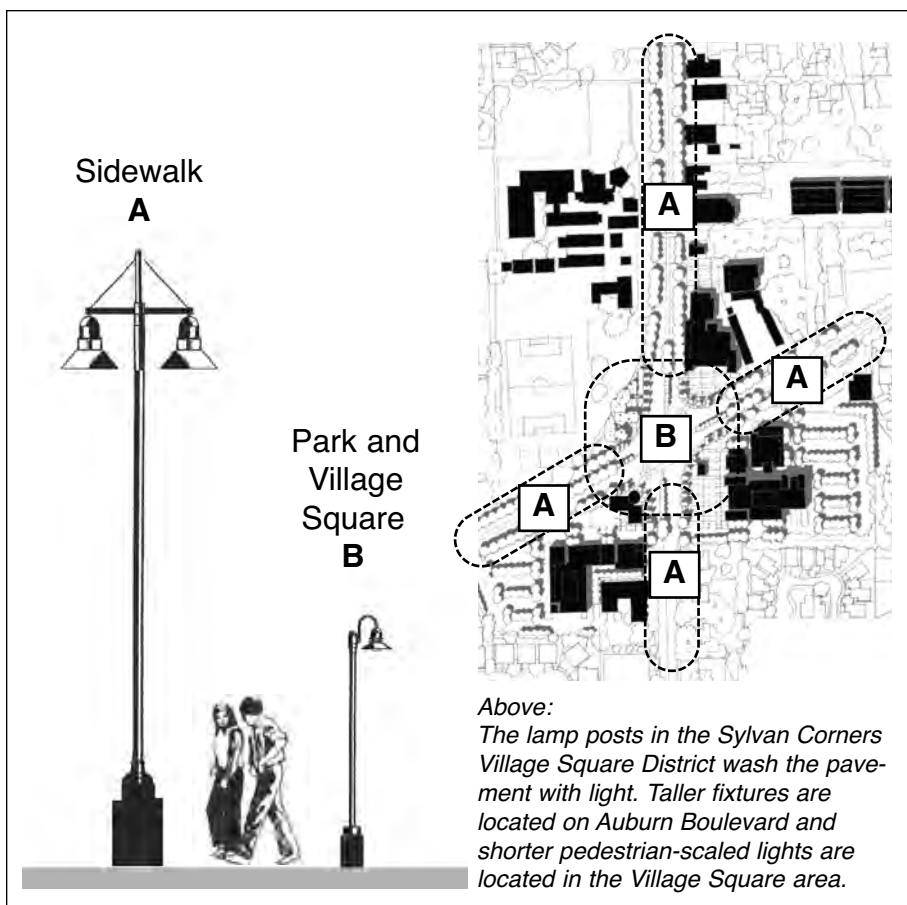 Sidewalk
A
Park and
Village
Square
B
A
A
B
A
A
Above:
The lamp posts in the Sylvan Corners
Village Square District wash the pave-
ment with light. Taller fixtures are
located on Auburn Boulevard and
shorter pedestrian-scaled lights are
located in the Village Square area.